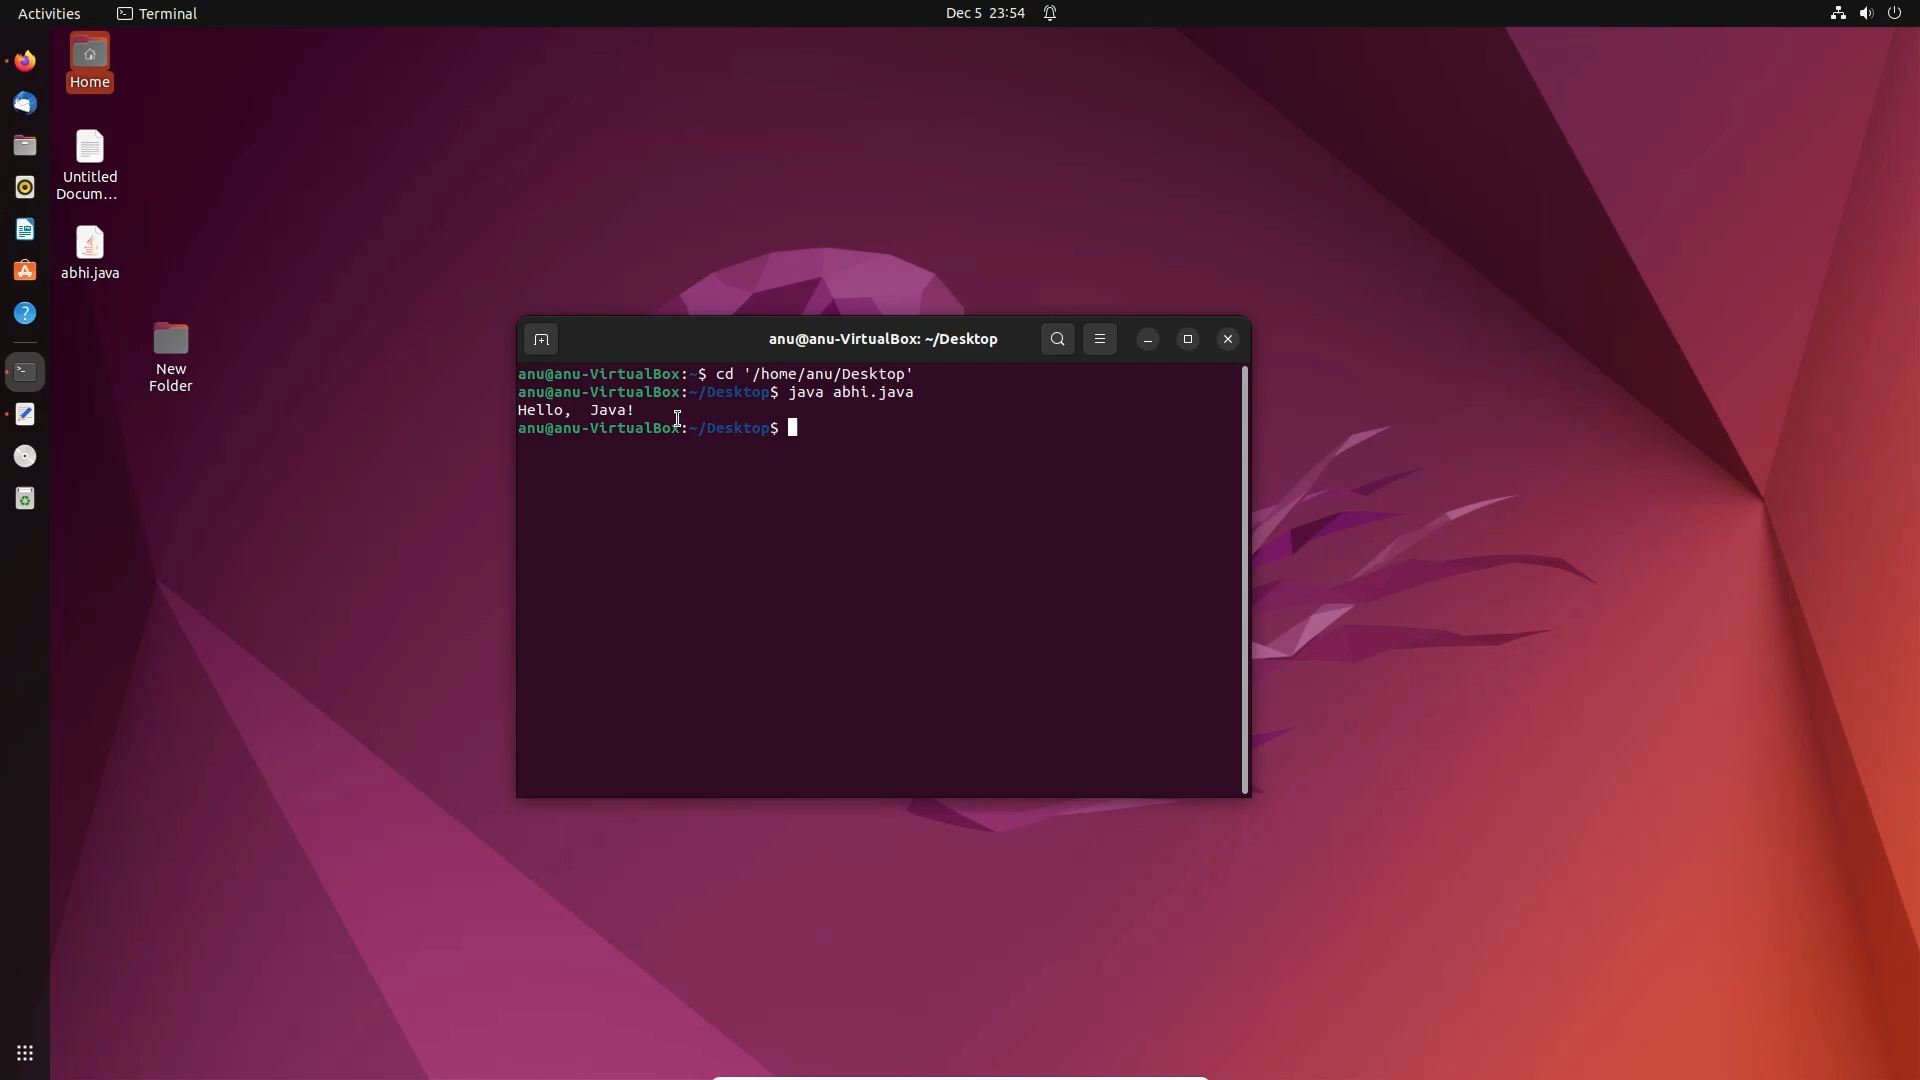 Activities
Terminal
Dec 5 23:54
Home
Untitled
Docum...
abhi.java
New
Folder
anu@anu-VirtualBox: ~/Desktop
anu@anu-VirtualBox:~$ cd '/home/anu/Desktop'
anu@anu-VirtualBox:~/Desktop$ java abhi.java
Hello,  Java!
anu@anu-VirtualBox:~/Desktop$